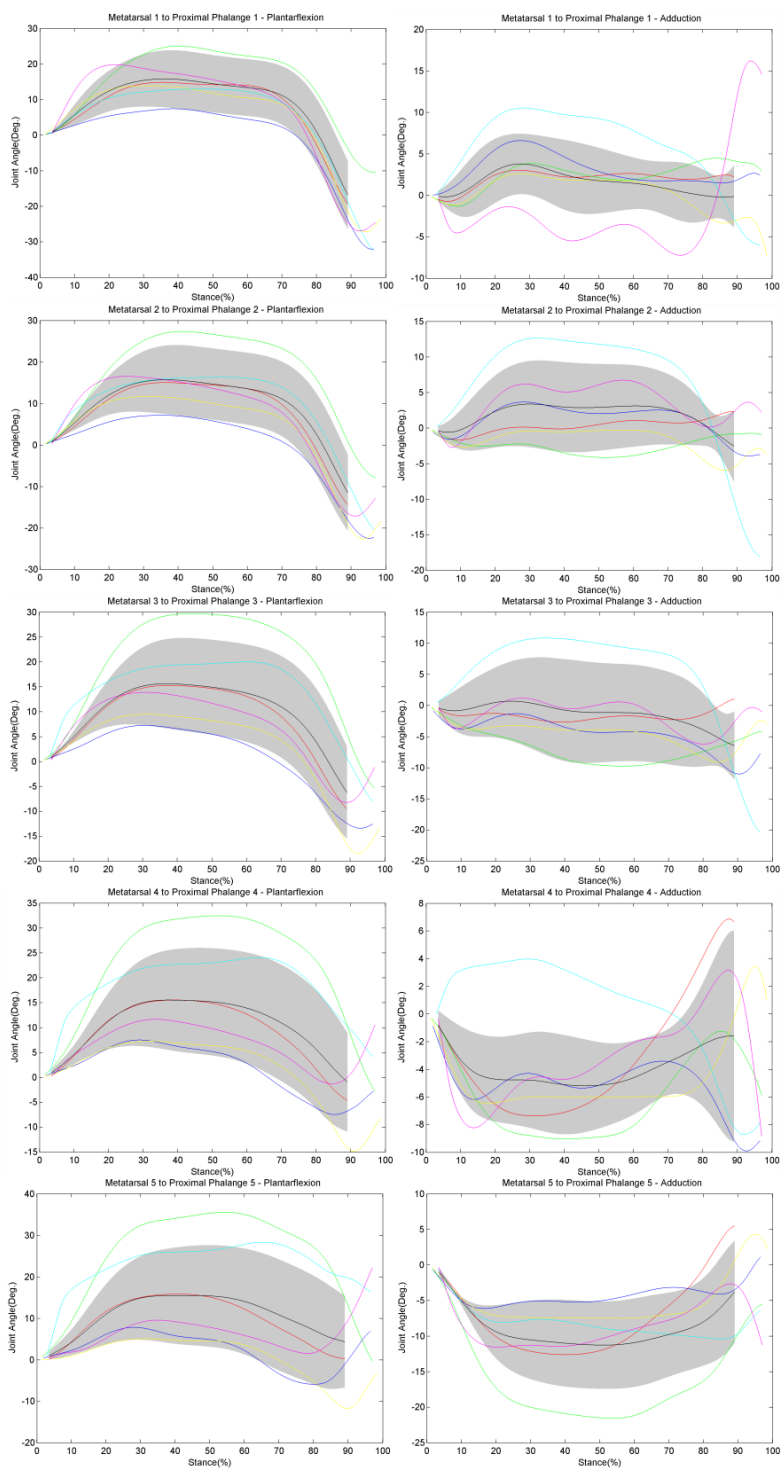 Metatarsal 1 to Proximal Phalange 1 - Plantarflexion
30
20
10
0
-10
-20
-30
-40
Joint Angle(Deg.)
0 10 20 30 40 50 60 70 80 90 100
Stance(%)
Metatarsal 1 to Proximal Phalange 1 - Adduction
20
15
10
5
0
-5
-10
Joint Angle(Deg.)
0 10 20 30 40 50 60 70 80 90 100
Stance(%)
Metatarsal 2 to Proximal Phalange 2 - Plantarflexion
30
20
10
0
-10
-20
-30
Joint Angle(Deg.)
0 10 20 30 40 50 60 70 80 90 100
Stance(%)
Metatarsal 2 to Proximal Phalange 2 - Adduction
15
10
5
0
-5
-10
-15
-20
Joint Angle(Deg.)
0 10 20 30 40 50 60 70 80 90 100
Stance(%)
Metatarsal 3 to Proximal Phalange 3 - Plantarflexion
30
25
20
15
10
5
0
-5
-10
-15
-20
Joint Angle(Deg.)
0 10 20 30 40 50 60 70 80 90 100
Stance(%)
Metatarsal 3 to Proximal Phalange 3 - Adduction
15
10
5
0
-5
-10
-15
-20
-25
Joint Angle(Deg.)
0 10 20 30 40 50 60 70 80 90 100
Stance(%)
Metatarsal 4 to Proximal Phalange 4 - Plantarflexion
35
30
25
20
15
10
5
0
-5
-10
-15
Joint Angle(Deg.)
0 10 20 30 40 50 60 70 80 90 100
Stance(%)
Metatarsal 4 to Proximal Phalange 4 - Adduction
8
6
4
2
0
-2
-4
-6
-8
-10
Joint Angle(Deg.)
0 10 20 30 40 50 60 70 80 90 100
Stance(%)
Metatarsal 5 to Proximal Phalange 5 - Plantarflexion
40
30
20
10
0
-10
-20
Joint Angle(Deg.)
0 10 20 30 40 50 60 70 80 90 100
Stance(%)
Metatarsal 5 to Proximal Phalange 5 - Adduction
10
5
0
-5
-10
-15
-20
-25
Joint Angle(Deg.)
0 10 20 30 40 50 60 70 80 90 100
Stance(%)